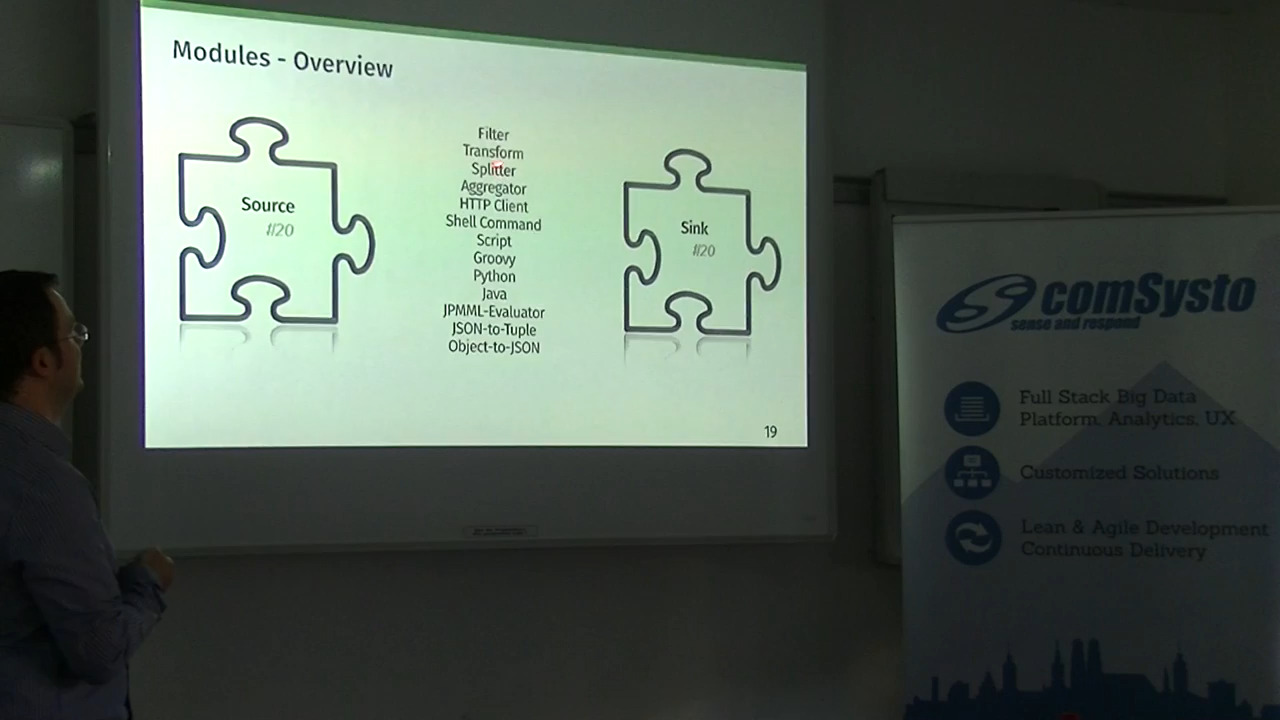 Modules - Overview
Source
#20
Filter
Transform
Splitter
Aggregator
HTTP Client
Shell Command
Script
Groovy
Python
Java
JPMML-Evaluator
JSON-to-Tuple
Object-to-JSON
Sink
#20
19
comSysto
sense and respond
Full Stack Big Data
Platform, Analytics, UX
Customized Solutions
Lean & Agile Development
Continuous Delivery